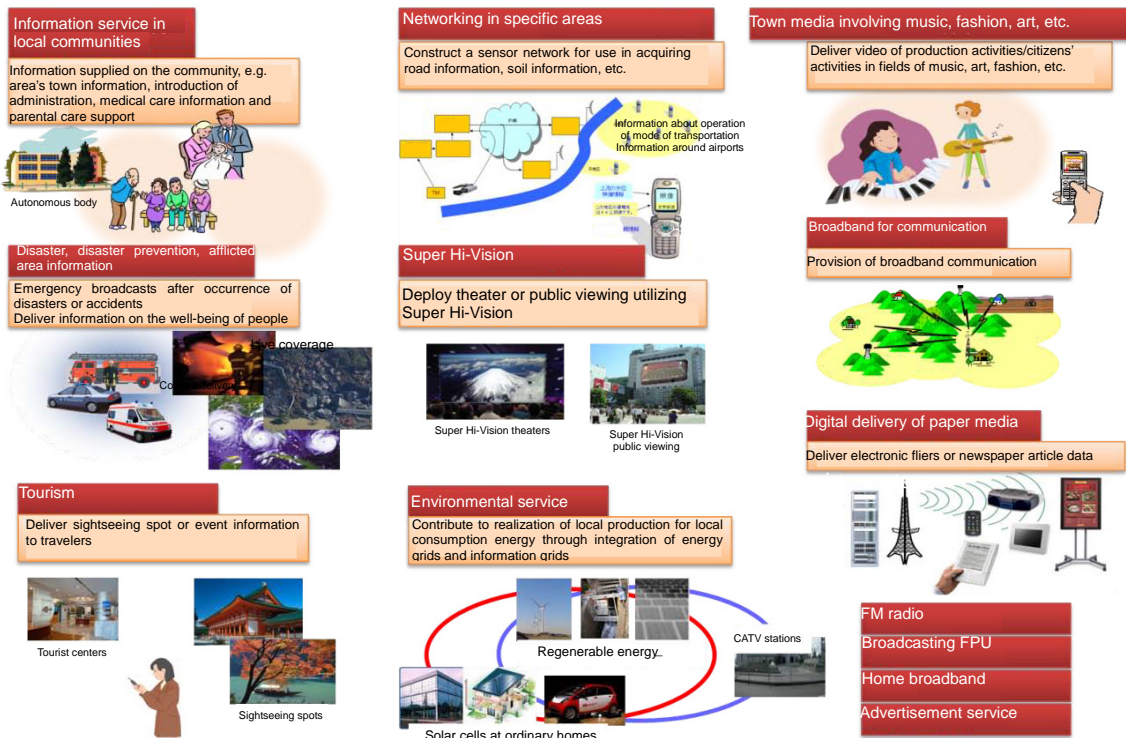 Information service in
local communities
Information supplied on the community, e.g.
area's town information, introduction of
administration, medical care information and
parental care support
Autonomous body
Disaster, disaster prevention, afflicted
area information
Emergency broadcasts after occurrence of
disasters or accidents
Deliver information on the well-being of people
Live coverage
Tourism
Deliver sightseeing spot or event information
to travelers
Tourist centers
Sightseeing spots
Networking in specific areas
Construct a sensor network for use in acquiring
road information, soil information, etc.
Information about operation
of mode of transportation
Information around airports
映像
Super Hi-Vision
Deploy theater or public viewing utilizing
Super Hi-Vision
Super Hi-Vision theaters
Super Hi-Vision
public viewing
Environmental service
Contribute to realization of local production for local
consumption energy through integration of energy
grids and information grids
Regenerable energy
CATV stations
Solar cells at ordinary homes
Town media involving music, fashion, art, etc.
Deliver video of production activities/citizens'
activities in fields of music, art, fashion, etc.
Broadband for communication
Provision of broadband communication
Digital delivery of paper media
Deliver electronic fliers or newspaper article data
FM radio
Broadcasting FPU
Home broadband
Advertisement service